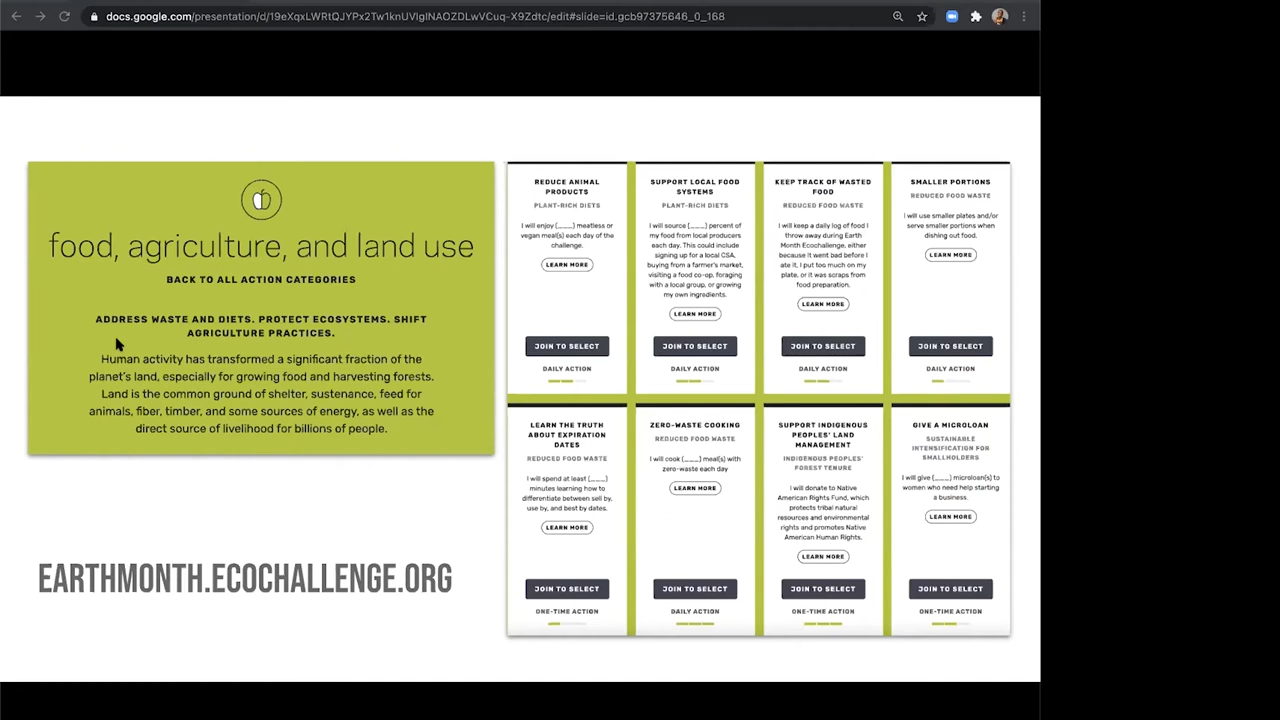 docs.google.com/presentation/d/19eXqxLWRtQJYPx2Tw1knUVIgINAOZDLwVCuq-X9Zdtc/edit#slide=id.gcb97375646_0_168
food, agriculture, and land use
BACK TO ALL ACTION CATEGORIES
ADDRESS WASTE AND DIETS. PROTECT ECOSYSTEMS. SHIFT
AGRICULTURE PRACTICES.
Human activity has transformed a significant fraction of the
planet's land, especially for growing food and harvesting forests.
Land is the common ground of shelter, sustenance, feed for
animals, fiber, timber, and some sources of energy, as well as the
direct source of livelihood for billions of people.
EARTHMONTH.ECOCHALLENGE.ORG
REDUCE ANIMAL
PRODUCTS
PLANT-RICH DIETS
I will enjoy (____) meatless or
vegan meal(s) each day of the
challenge.
LEARN MORE
JOIN TO SELECT
DAILY ACTION
SUPPORT LOCAL FOOD
SYSTEMS
PLANT-RICH DIETS
I will source (____) percent of
my food from local producers
each day. This could include
signing up for a local CSA,
buying from a farmer's market,
visiting a food co-op, foraging
with a local group, or growing
my own ingredients.
LEARN MORE
JOIN TO SELECT
DAILY ACTION
KEEP TRACK OF WASTED
FOOD
REDUCED FOOD WASTE
I will keep a daily log of food I
throw away during Earth
Month Ecochallenge, either
because it went bad before I
ate it, I put too much on my
plate, or it was scraps from
food preparation.
LEARN MORE
JOIN TO SELECT
DAILY ACTION
SMALLER PORTIONS
REDUCED FOOD WASTE
I will use smaller plates and/or
serve smaller portions when
dishing out food.
LEARN MORE
JOIN TO SELECT
DAILY ACTION
LEARN THE TRUTH
ABOUT EXPIRATION
DATES
REDUCED FOOD WASTE
I will spend at least (____)
minutes learning how to
differentiate between sell by,
use by, and best by dates.
LEARN MORE
JOIN TO SELECT
ONE-TIME ACTION
ZERO-WASTE COOKING
REDUCED FOOD WASTE
I will cook (____) meal(s) with
zero-waste each day
LEARN MORE
JOIN TO SELECT
DAILY ACTION
SUPPORT INDIGENOUS
PEOPLES' LAND
MANAGEMENT
INDIGENOUS PEOPLES'
FOREST TENURE
I will donate to Native
American Rights Fund, which
protects tribal natural
resources and environmental
rights and promotes Native
American Human Rights.
LEARN MORE
JOIN TO SELECT
ONE-TIME ACTION
GIVE A MICROLOAN
SUSTAINABLE
INTENSIFICATION FOR
SMALLHOLDERS
I will give (____) microloan(s) to
women who need help starting
a business.
LEARN MORE
JOIN TO SELECT
ONE-TIME ACTION